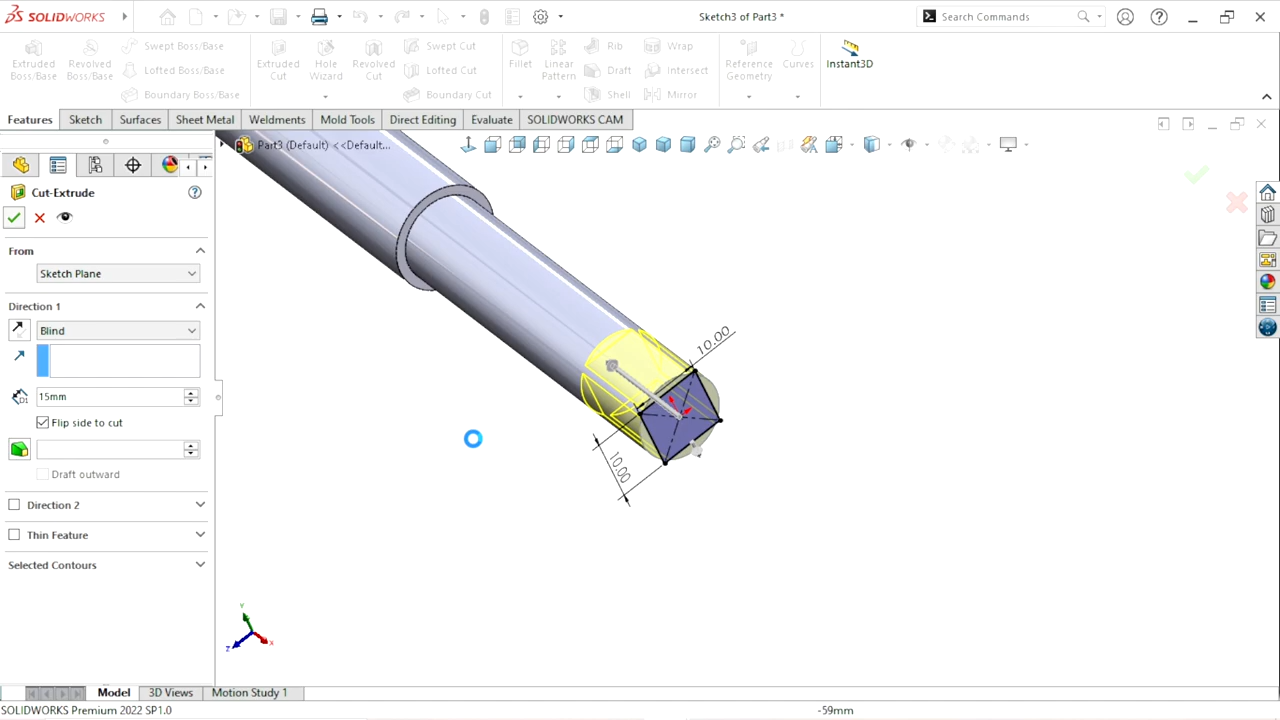 SOLIDWORKS
Sketch3 of Part3 *
Search Commands
Extruded Boss/Base
Revolved Boss/Base
Swept Boss/Base
Lofted Boss/Base
Boundary Boss/Base
Extruded Cut
Hole Wizard
Revolved Cut
Swept Cut
Lofted Cut
Boundary Cut
Fillet
Linear Pattern
Rib
Draft
Shell
Wrap
Intersect
Mirror
Reference Geometry
Curves
Instant3D
Features
Sketch
Surfaces
Sheet Metal
Weldments
Mold Tools
Direct Editing
Evaluate
SOLIDWORKS CAM
Part3 (Default) <<Default...
Cut-Extrude
From
Sketch Plane
Direction 1
Blind
D1
15mm
Flip side to cut
Draft outward
Direction 2
Thin Feature
Selected Contours
10.00
10.00
Y
Z
X
Model
3D Views
Motion Study 1
SOLIDWORKS Premium 2022 SP1.0
-59mm